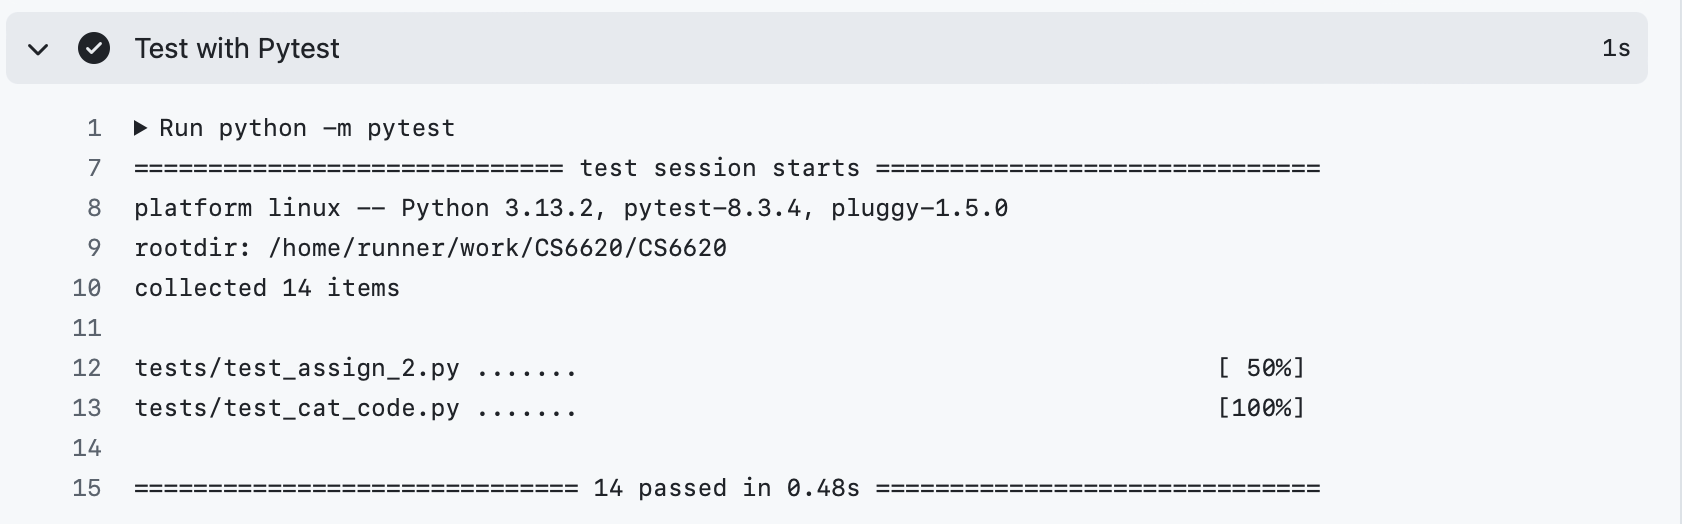 Test with Pytest 1s
1 ▶ Run python -m pytest
7 ============================= test session starts ==============================
8 platform linux -- Python 3.13.2, pytest-8.3.4, pluggy-1.5.0
9 rootdir: /home/runner/work/CS6620/CS6620
10 collected 14 items
11
12 tests/test_assign_2.py ....... [ 50%]
13 tests/test_cat_code.py ....... [100%]
14
15 ============================== 14 passed in 0.48s ==============================